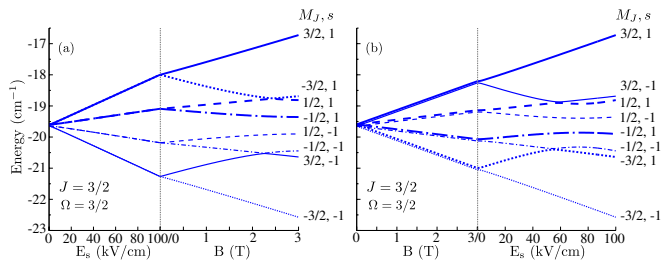 M_J, s
(a)
3/2, 1
-3/2, 1
1/2, 1
-1/2, 1
1/2, -1
-1/2, -1
3/2, -1
-3/2, -1
Energy (cm⁻¹)
-17
-18
-19
-20
-21
-22
-23
J = 3/2
Ω = 3/2
0 20 40 60 80 100/0 1 2 3
E_s (kV/cm) B (T)
M_J, s
(b)
3/2, 1
3/2, -1
1/2, 1
1/2, -1
-1/2, 1
-1/2, -1
-3/2, 1
-3/2, -1
J = 3/2
Ω = 3/2
0 1 2 3/0 20 40 60 80 100
B (T) E_s (kV/cm)